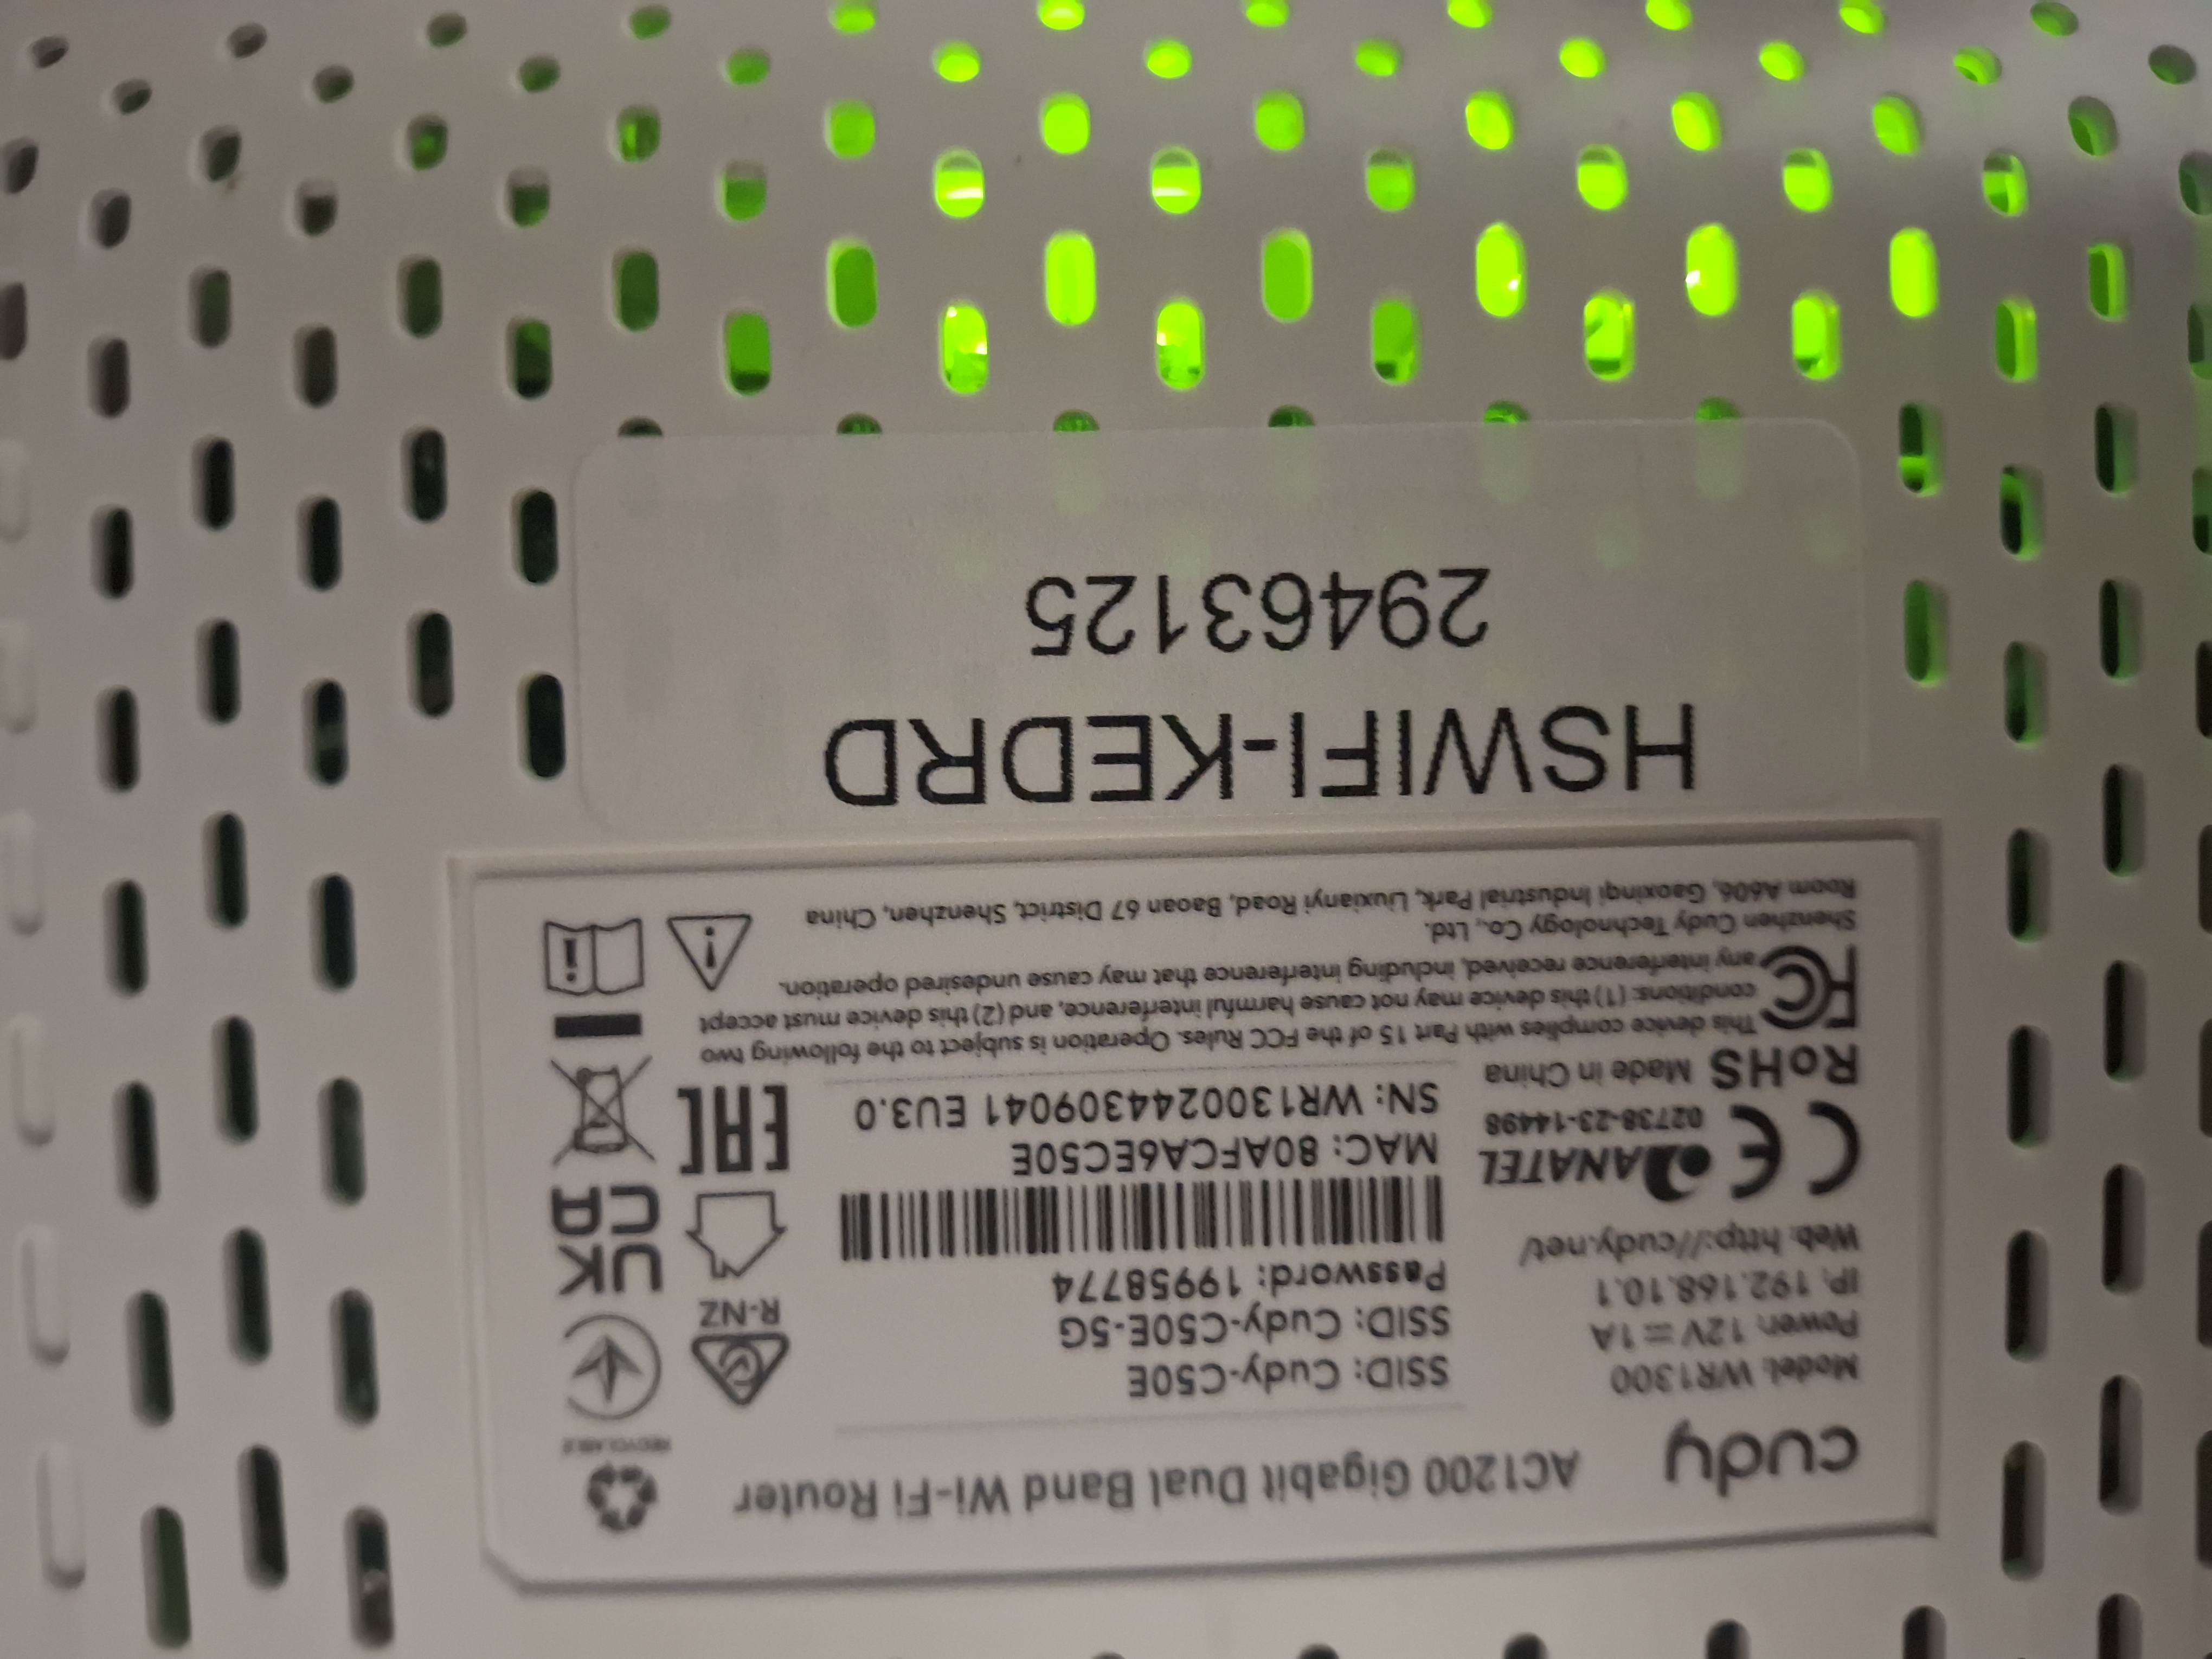 cudy
AC1200 Gigabit Dual Band Wi-Fi Router
Model: WR1300
Power: 12V ⎓ 1A
IP: 192.168.10.1
Web: http://cudy.net/
SSID: Cudy-C50E
SSID: Cudy-C50E-5G
Password: 19958774
MAC: 80AFCA6EC50E
SN: WR1300244309041 EU3.0
CE
ANATEL
02738-23-14498
RoHS Made in China
RECYCLABLE
R-NZ
UK
CA
EAC
FC
This device complies with Part 15 of the FCC Rules. Operation is subject to the following two
conditions: (1) this device may not cause harmful interference, and (2) this device must accept
any interference received, including interference that may cause undesired operation.
Shenzhen Cudy Technology Co., Ltd.
Room A606, Gaoxinqi Industrial Park, Liuxianyi Road, Baoan 67 District, Shenzhen, China
HSWIFI-KEDRD
29463125